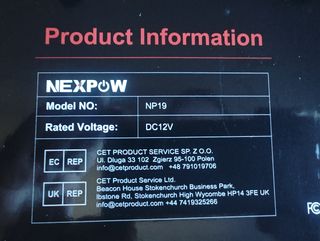 Product Information
NEXPOW
Model NO: NP19
Rated Voltage: DC12V
EC REP CET PRODUCT SERVICE SP. Z O.O.
Ul. Dluga 33 102 Zgierz 95-100 Polen
info@cetproduct.com +48 791019706
UK REP CET Product Service Ltd.
Beacon House Stokenchurch Business Park,
Ibstone Rd, Stokenchurch High Wycombe HP14 3FE UK
info@cetproduct.com +44 7419325266
FC